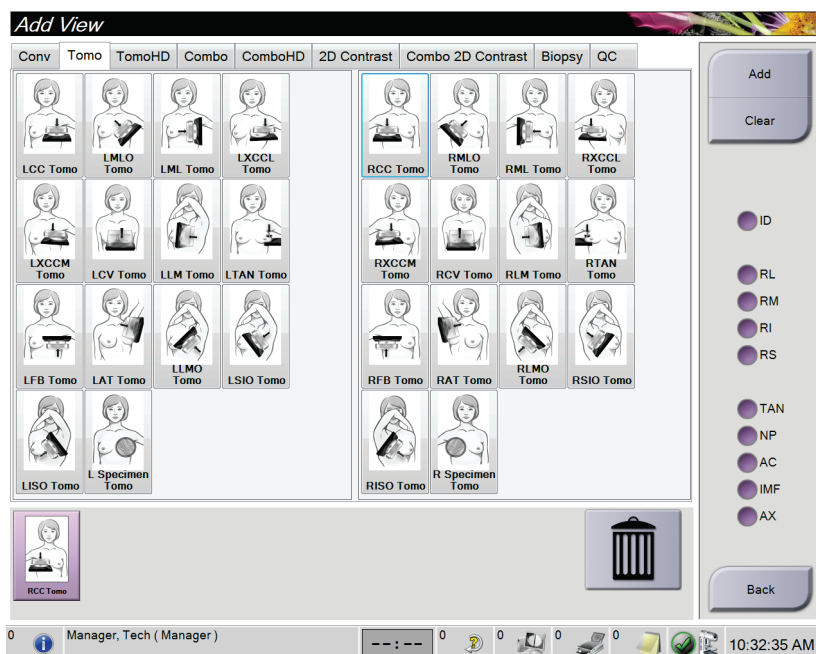 Add View
Conv Tomo TomoHD Combo ComboHD 2D Contrast Combo 2D Contrast Biopsy QC
LCC Tomo
LMLO
Tomo
LML Tomo
LXCCL
Tomo
RCC Tomo
RMLO
Tomo
RML Tomo
RXCCL
Tomo
LXCCM
Tomo
LCV Tomo
LLM Tomo
LTAN Tomo
RXCCM
Tomo
RCV Tomo
RLM Tomo
RTAN
Tomo
LFB Tomo
LAT Tomo
LLMO
Tomo
LSIO Tomo
RFB Tomo
RAT Tomo
RLMO
Tomo
RSIO Tomo
LISO Tomo
L Specimen
Tomo
RISO Tomo
R Specimen
Tomo
RCC Tomo
Add
Clear
ID
RL
RM
RI
RS
TAN
NP
AC
IMF
AX
Back
0 Manager, Tech ( Manager ) --:-- 0 0 0 0 10:32:35 AM